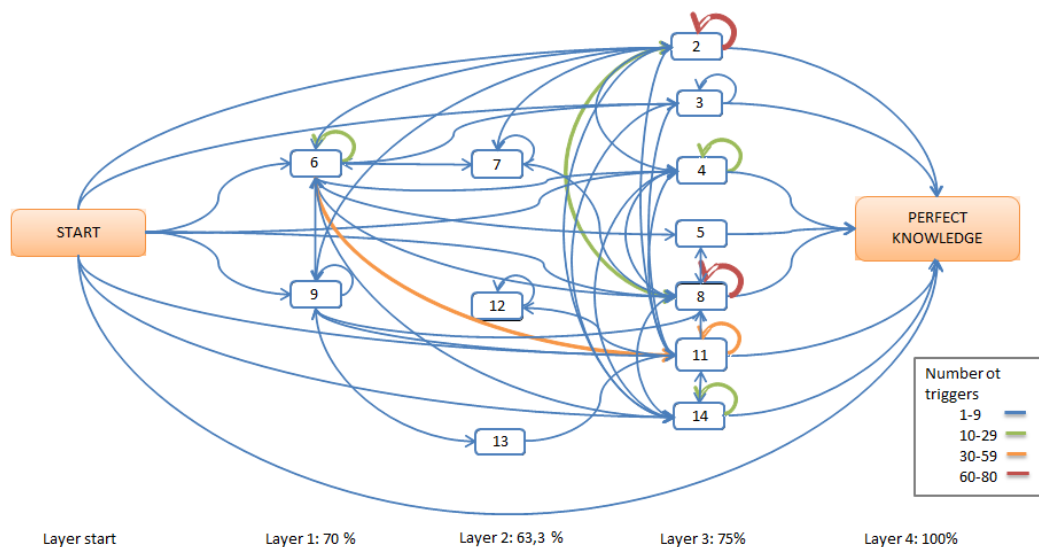 2
3
6
7
4
START
5
PERFECT
KNOWLEDGE
9
12
8
11
14
13
Number ot
triggers
1-9
10-29
30-59
60-80
Layer start
Layer 1: 70 %
Layer 2: 63,3 %
Layer 3: 75%
Layer 4: 100%